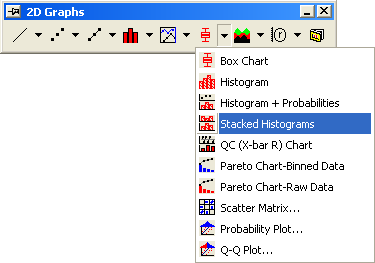 2D Graphs
Box Chart
Histogram
Histogram + Probabilities
Stacked Histograms
QC (X-bar R) Chart
Pareto Chart-Binned Data
Pareto Chart-Raw Data
Scatter Matrix...
Probability Plot...
Q-Q Plot...